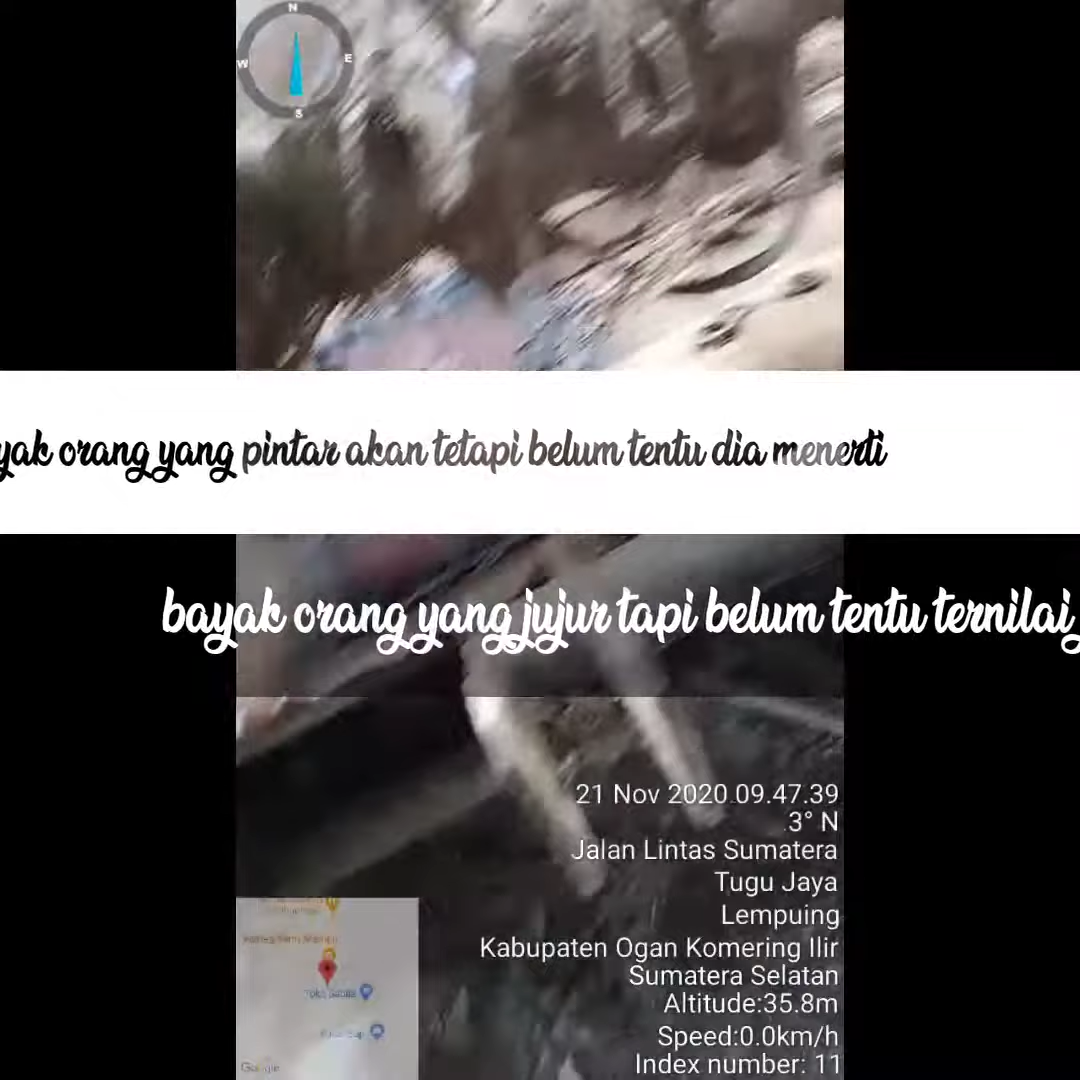 N
W E
S
yak orang yang pintar akan tetapi belum tentu dia menerti
bayak orang yang jujur tapi belum tentu ternilai
21 Nov 2020 09.47.39
3° N
Jalan Lintas Sumatera
Tugu Jaya
Lempuing
Kabupaten Ogan Komering Ilir
Sumatera Selatan
Altitude:35.8m
Speed:0.0km/h
Index number: 11
Google